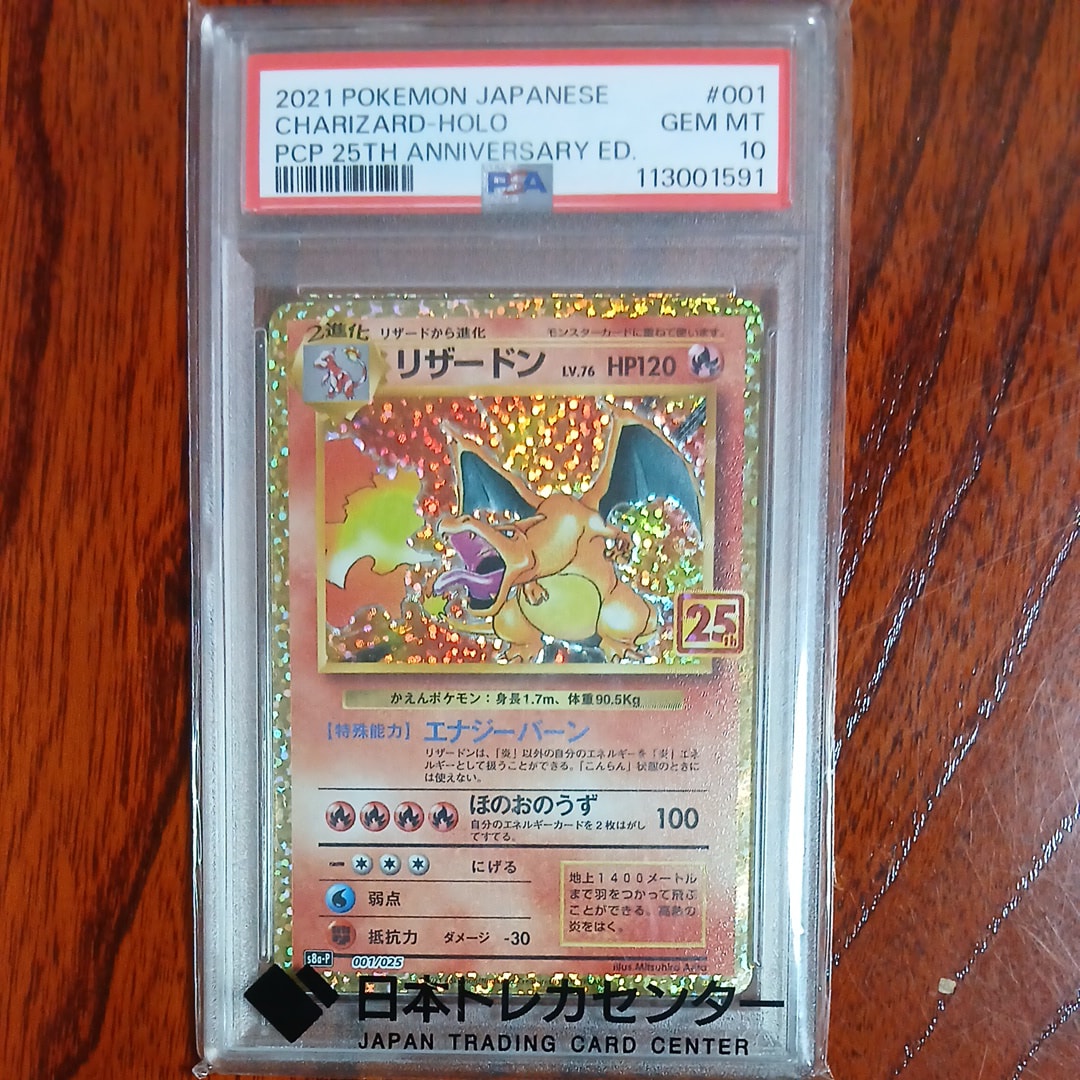 2021 POKEMON JAPANESE #001
CHARIZARD-HOLO GEM MT
PCP 25TH ANNIVERSARY ED. 10
PSA 113001591
2進化 リザードから進化 モンスターカードに重ねて使います。
リザードン LV.76 HP120
25th
かえんポケモン：身長1.7m、体重90.5Kg
[特殊能力] エナジーバーン
リザードンは、「炎」以外の自分のエネルギーを「炎」エネ
ルギーとして扱うことができる。「こんらん」状態のときに
は使えない。
ほのおのうず 100
自分のエネルギーカードを2枚はがし
てすてる。
にげる
弱点
抵抗力 ダメージ -30
地上1400メートル
まで羽をつかって飛ぶ
ことができる。高熱の
炎をはく。
s8a-P 001/025 illus.Mitsuhiro Arita
日本トレカセンター
JAPAN TRADING CARD CENTER